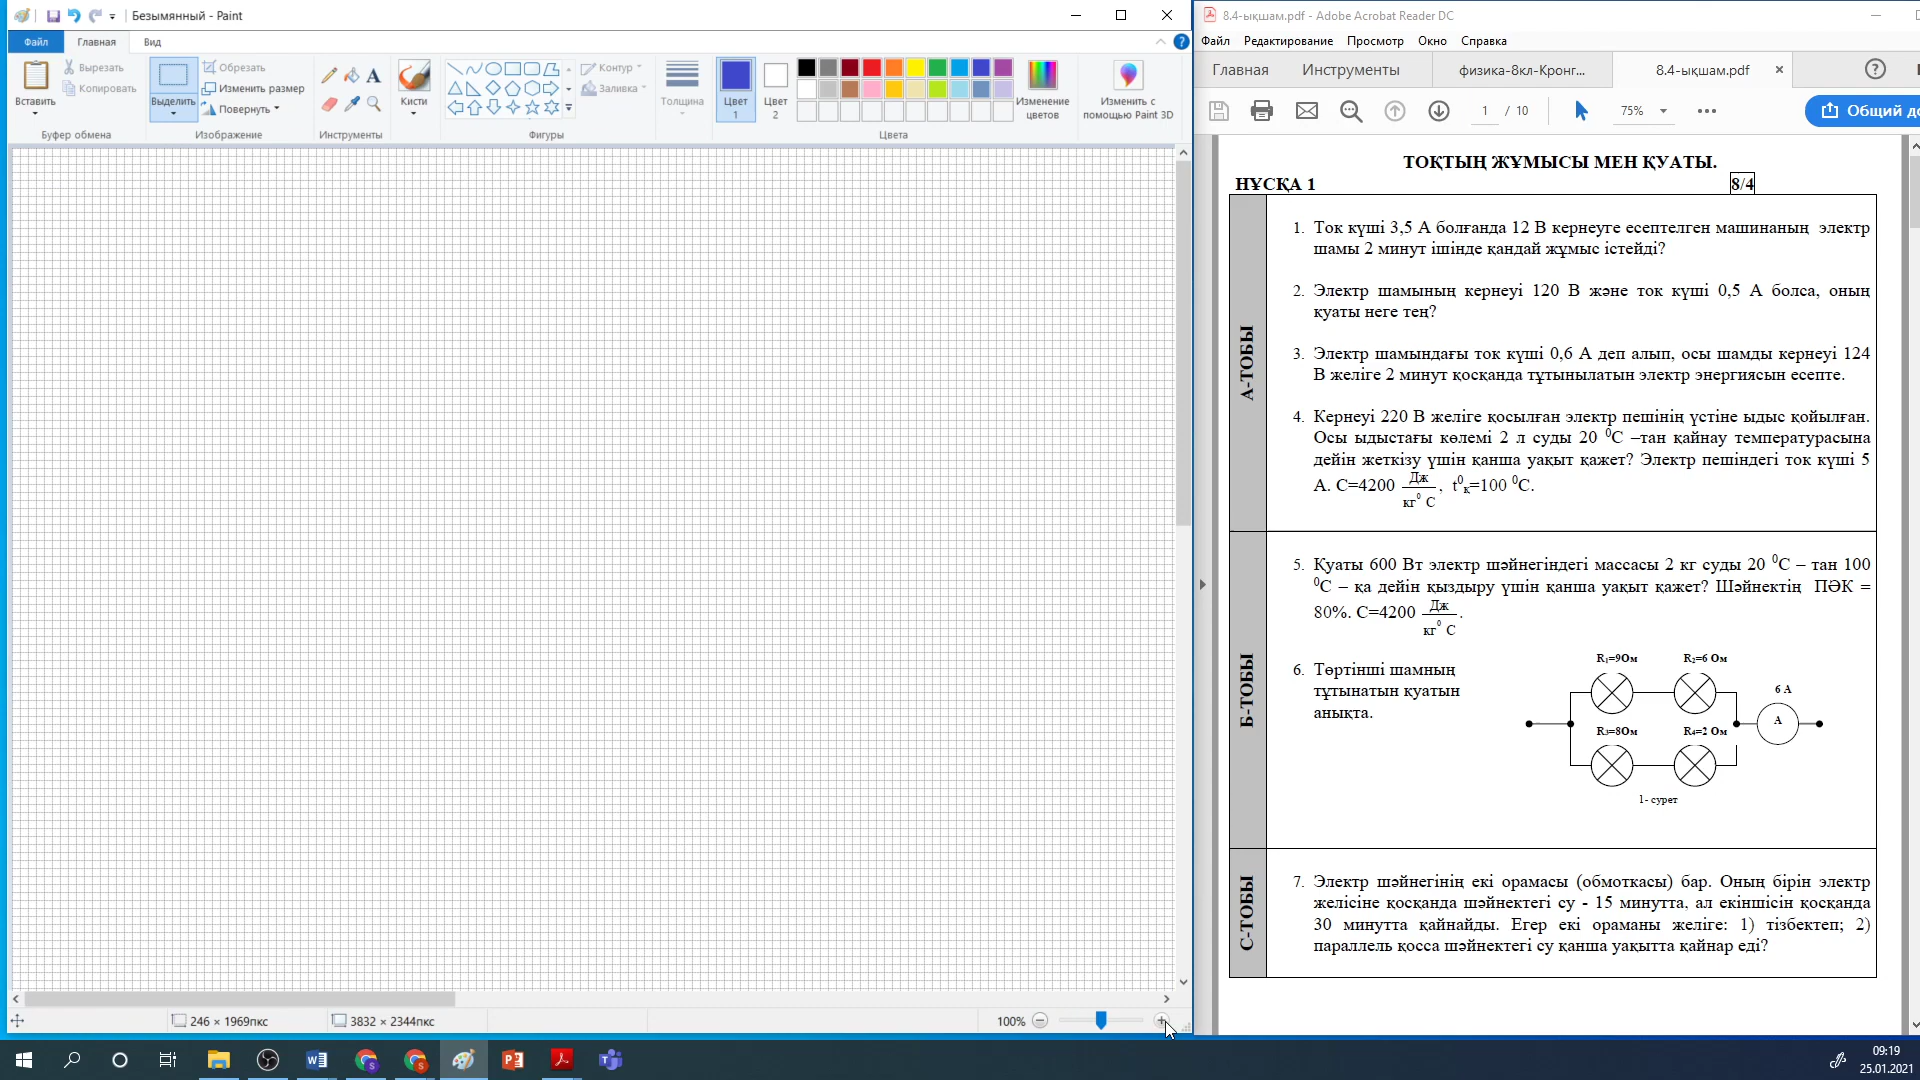 Безымянный - Paint
Файл Главная Вид
Вставить
Вырезать
Копировать
Буфер обмена
Выделить
Обрезать
Изменить размер
Повернуть
Изображение
Инструменты
Кисти
Контур
Заливка
Фигуры
Толщина
Цвет 1
Цвет 2
Цвета
Изменение цветов
Изменить с помощью Paint 3D
246 × 1969пкс
3832 × 2344пкс
100%
8.4-ықшам.pdf - Adobe Acrobat Reader DC
Файл Редактирование Просмотр Окно Справка
Главная Инструменты физика-8кл-Кронг... 8.4-ықшам.pdf ×
1 / 10 75% Общий до
ТОҚТЫҢ ЖҰМЫСЫ МЕН ҚУАТЫ.
НҰСҚА 1 8/4
А-ТОБЫ
1. Ток күші 3,5 А болғанда 12 В кернеуге есептелген машинаның электр
шамы 2 минут ішінде қандай жұмыс істейді?
2. Электр шамының кернеуі 120 В және ток күші 0,5 А болса, оның
қуаты неге тең?
3. Электр шамындағы ток күші 0,6 А деп алып, осы шамды кернеуі 124
В желіге 2 минут қосқанда тұтынылатын электр энергиясын есепте.
4. Кернеуі 220 В желіге қосылған электр пешінің үстіне ыдыс қойылған.
Осы ыдыстағы көлемі 2 л суды 20 ⁰С –тан қайнау температурасына
дейін жеткізу үшін қанша уақыт қажет? Электр пешіндегі ток күші 5
А. С=4200 Дж/кг⁰ С, t⁰қ=100 ⁰С.
Б-ТОБЫ
5. Қуаты 600 Вт электр шәйнегіндегі массасы 2 кг суды 20 ⁰С – тан 100
⁰С – қа дейін қыздыру үшін қанша уақыт қажет? Шәйнектің ПӘК =
80%. С=4200 Дж/кг⁰ С.
6. Төртінші шамның
тұтынатын қуатын
анықта.
R₁=9Ом R₂=6 Ом
6 А
А
R₃=8Ом R₄=2 Ом
1- сурет
С-ТОБЫ
7. Электр шәйнегінің екі орамасы (обмоткасы) бар. Оның бірін электр
желісіне қосқанда шәйнектегі су - 15 минутта, ал екіншісін қосқанда
30 минутта қайнайды. Егер екі ораманы желіге: 1) тізбектеп; 2)
параллель қосса шәйнектегі су қанша уақытта қайнар еді?
09:19
25.01.2021